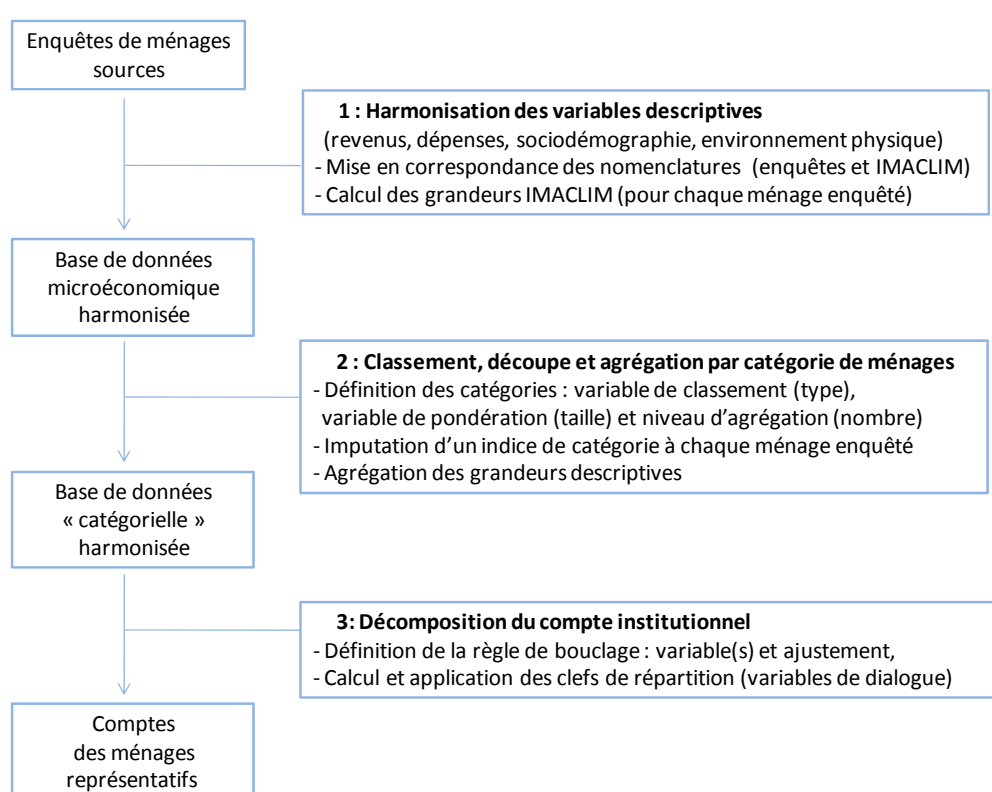 Enquêtes de ménages
sources
1 : Harmonisation des variables descriptives
(revenus, dépenses, sociodémographie, environnement physique)
- Mise en correspondance des nomenclatures (enquêtes et IMACLIM)
- Calcul des grandeurs IMACLIM (pour chaque ménage enquêté)
Base de données
microéconomique
harmonisée
2 : Classement, découpe et agrégation par catégorie de ménages
- Définition des catégories : variable de classement (type),
variable de pondération (taille) et niveau d’agrégation (nombre)
- Imputation d’un indice de catégorie à chaque ménage enquêté
- Agrégation des grandeurs descriptives
Base de données
« catégorielle »
harmonisée
3: Décomposition du compte institutionnel
- Définition de la règle de bouclage : variable(s) et ajustement,
- Calcul et application des clefs de répartition (variables de dialogue)
Comptes
des ménages
représentatifs